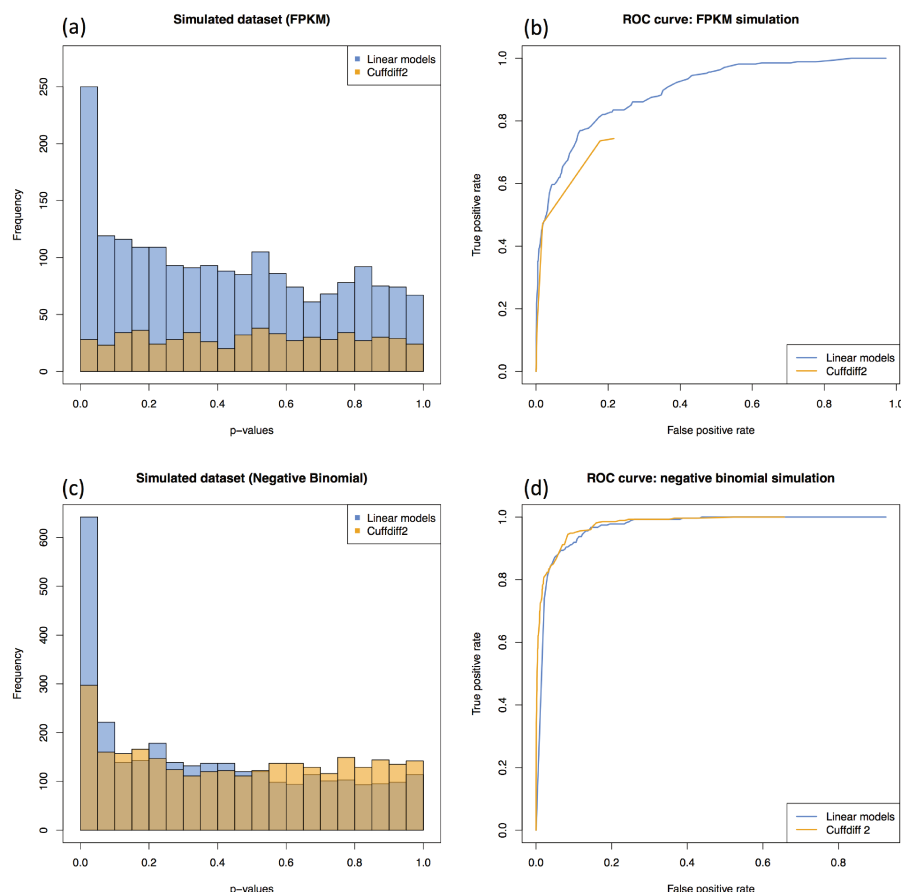 (a)
Simulated dataset (FPKM)
Linear models
Cuffdiff2
Frequency
0
50
100
150
200
250
0.0 0.2 0.4 0.6 0.8 1.0
p-values
(b)
ROC curve: FPKM simulation
True positive rate
0.0
0.2
0.4
0.6
0.8
1.0
Linear models
Cuffdiff2
0.0 0.2 0.4 0.6 0.8 1.0
False positive rate
(c)
Simulated dataset (Negative Binomial)
Linear models
Cuffdiff2
Frequency
0
100
200
300
400
500
600
0.0 0.2 0.4 0.6 0.8 1.0
p-values
(d)
ROC curve: negative binomial simulation
True positive rate
0.0
0.2
0.4
0.6
0.8
1.0
Linear models
Cuffdiff 2
0.0 0.2 0.4 0.6 0.8
False positive rate